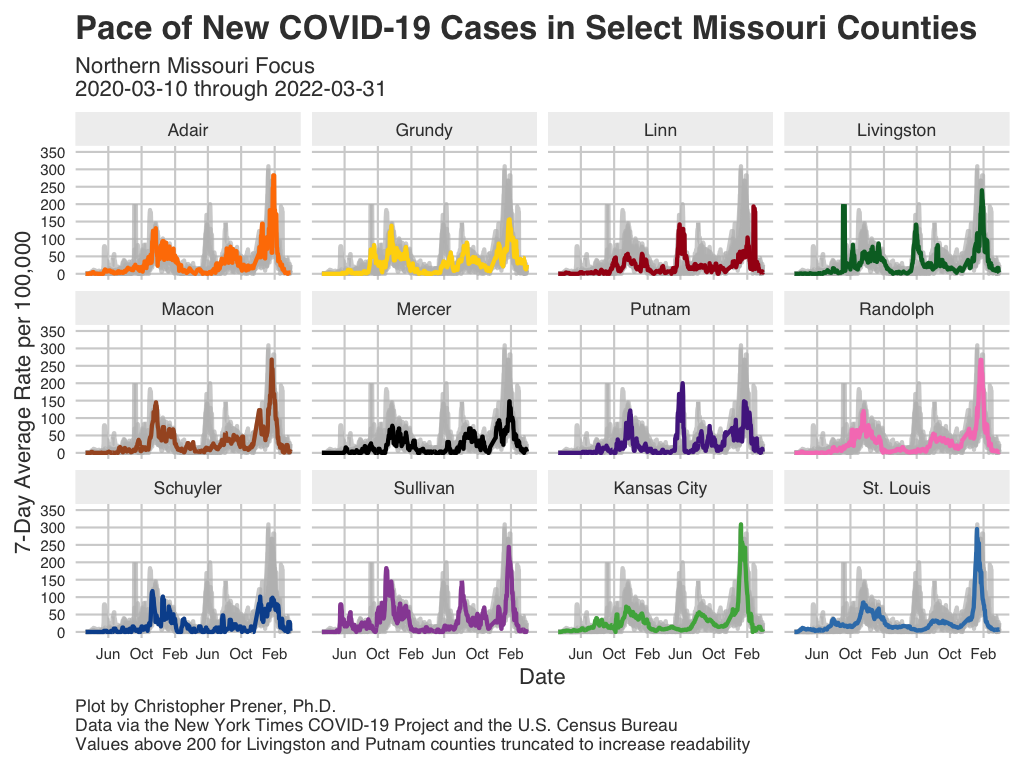 Pace of New COVID-19 Cases in Select Missouri Counties
Northern Missouri Focus
2020-03-10 through 2022-03-31
Adair
Grundy
Linn
Livingston
350
300
250
200
150
100
50
0
Macon
Mercer
Putnam
Randolph
350
300
250
200
150
100
50
0
Schuyler
Sullivan
Kansas City
St. Louis
350
300
250
200
150
100
50
0
7-Day Average Rate per 100,000
Jun Oct Feb Jun Oct Feb
Jun Oct Feb Jun Oct Feb
Jun Oct Feb Jun Oct Feb
Jun Oct Feb Jun Oct Feb
Date
Plot by Christopher Prener, Ph.D.
Data via the New York Times COVID-19 Project and the U.S. Census Bureau
Values above 200 for Livingston and Putnam counties truncated to increase readability